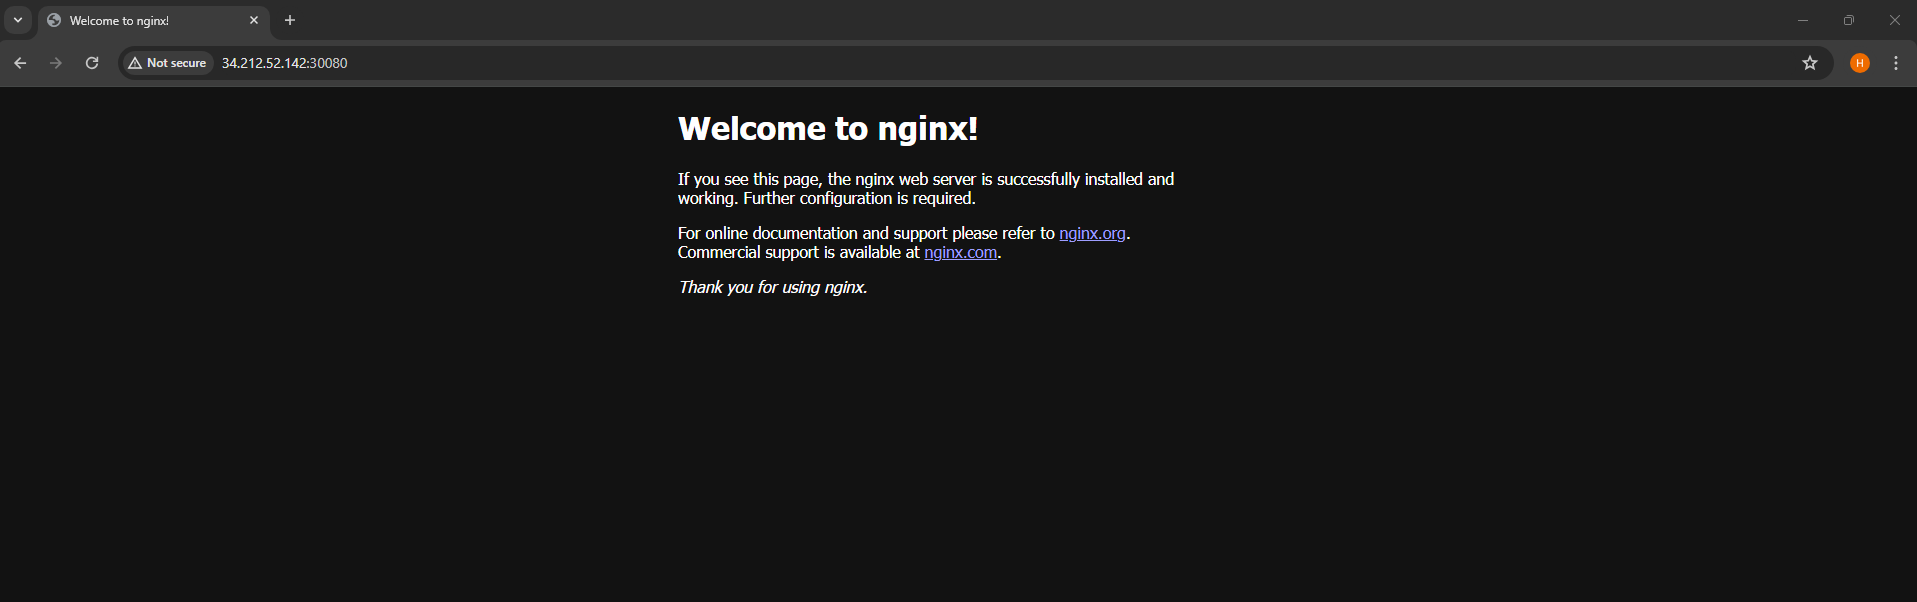 Welcome to nginx!
Not secure
34.212.52.142:30080
H
Welcome to nginx!
If you see this page, the nginx web server is successfully installed and
working. Further configuration is required.
For online documentation and support please refer to nginx.org.
Commercial support is available at nginx.com.
Thank you for using nginx.